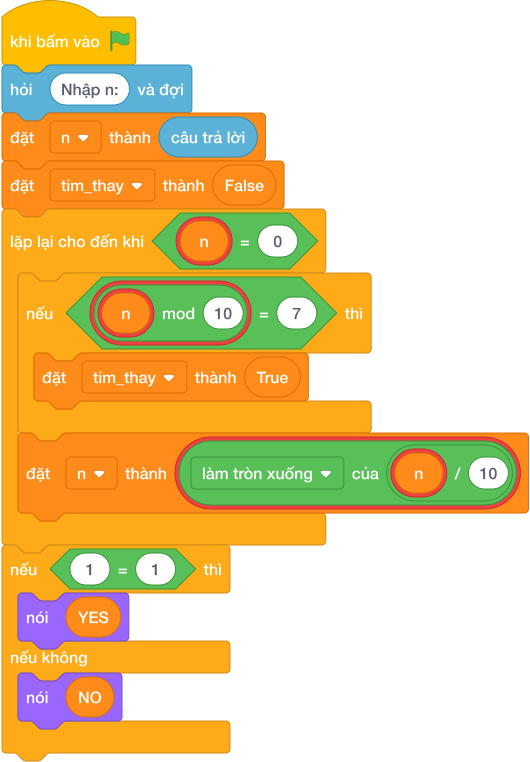 khi bấm vào
hỏi Nhập n: và đợi
đặt n thành câu trả lời
đặt tim_thay thành False
lặp lại cho đến khi n = 0
nếu n mod 10 = 7 thì
đặt tim_thay thành True
đặt n thành làm tròn xuống của n / 10
nếu 1 = 1 thì
nói YES
nếu không
nói NO